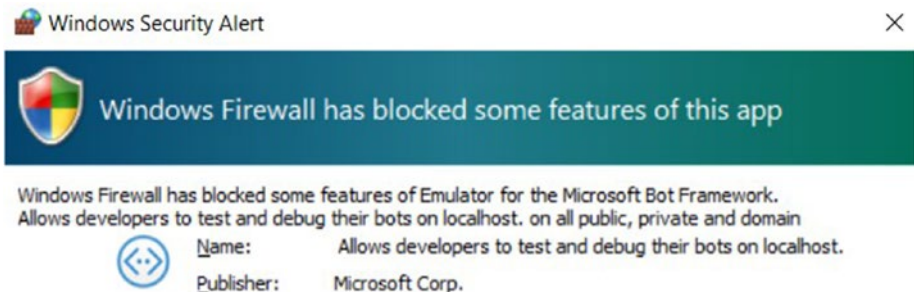 Windows Security Alert
Windows Firewall has blocked some features of this app
Windows Firewall has blocked some features of Emulator for the Microsoft Bot Framework.
Allows developers to test and debug their bots on localhost. on all public, private and domain
Name: Allows developers to test and debug their bots on localhost.
Publisher: Microsoft Corp.